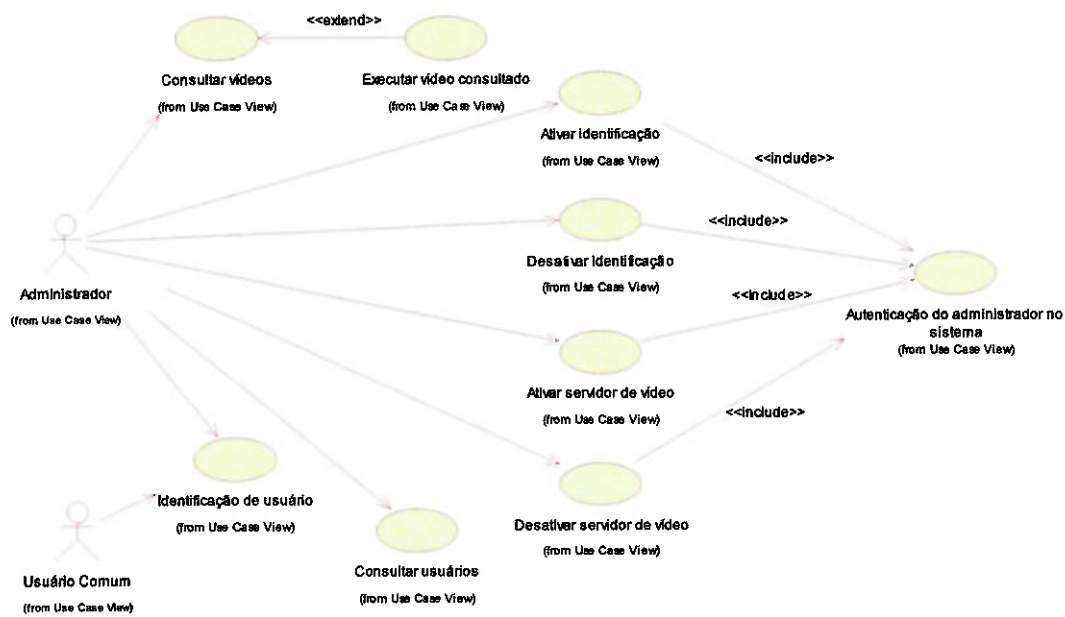 <<extend>>
Consultar vídeos
(from Use Case View)
Executar vídeo consultado
(from Use Case View)
Ativar identificação
(from Use Case View)
<<include>>
<<include>>
Desativar identificação
(from Use Case View)
Administrador
(from Use Case View)
<<include>>
Autenticação do administrador no
sistema
(from Use Case View)
Ativar servidor de vídeo
(from Use Case View)
<<include>>
Identificação de usuário
(from Use Case View)
Desativar servidor de vídeo
(from Use Case View)
Consultar usuários
(from Use Case View)
Usuário Comum
(from Use Case View)